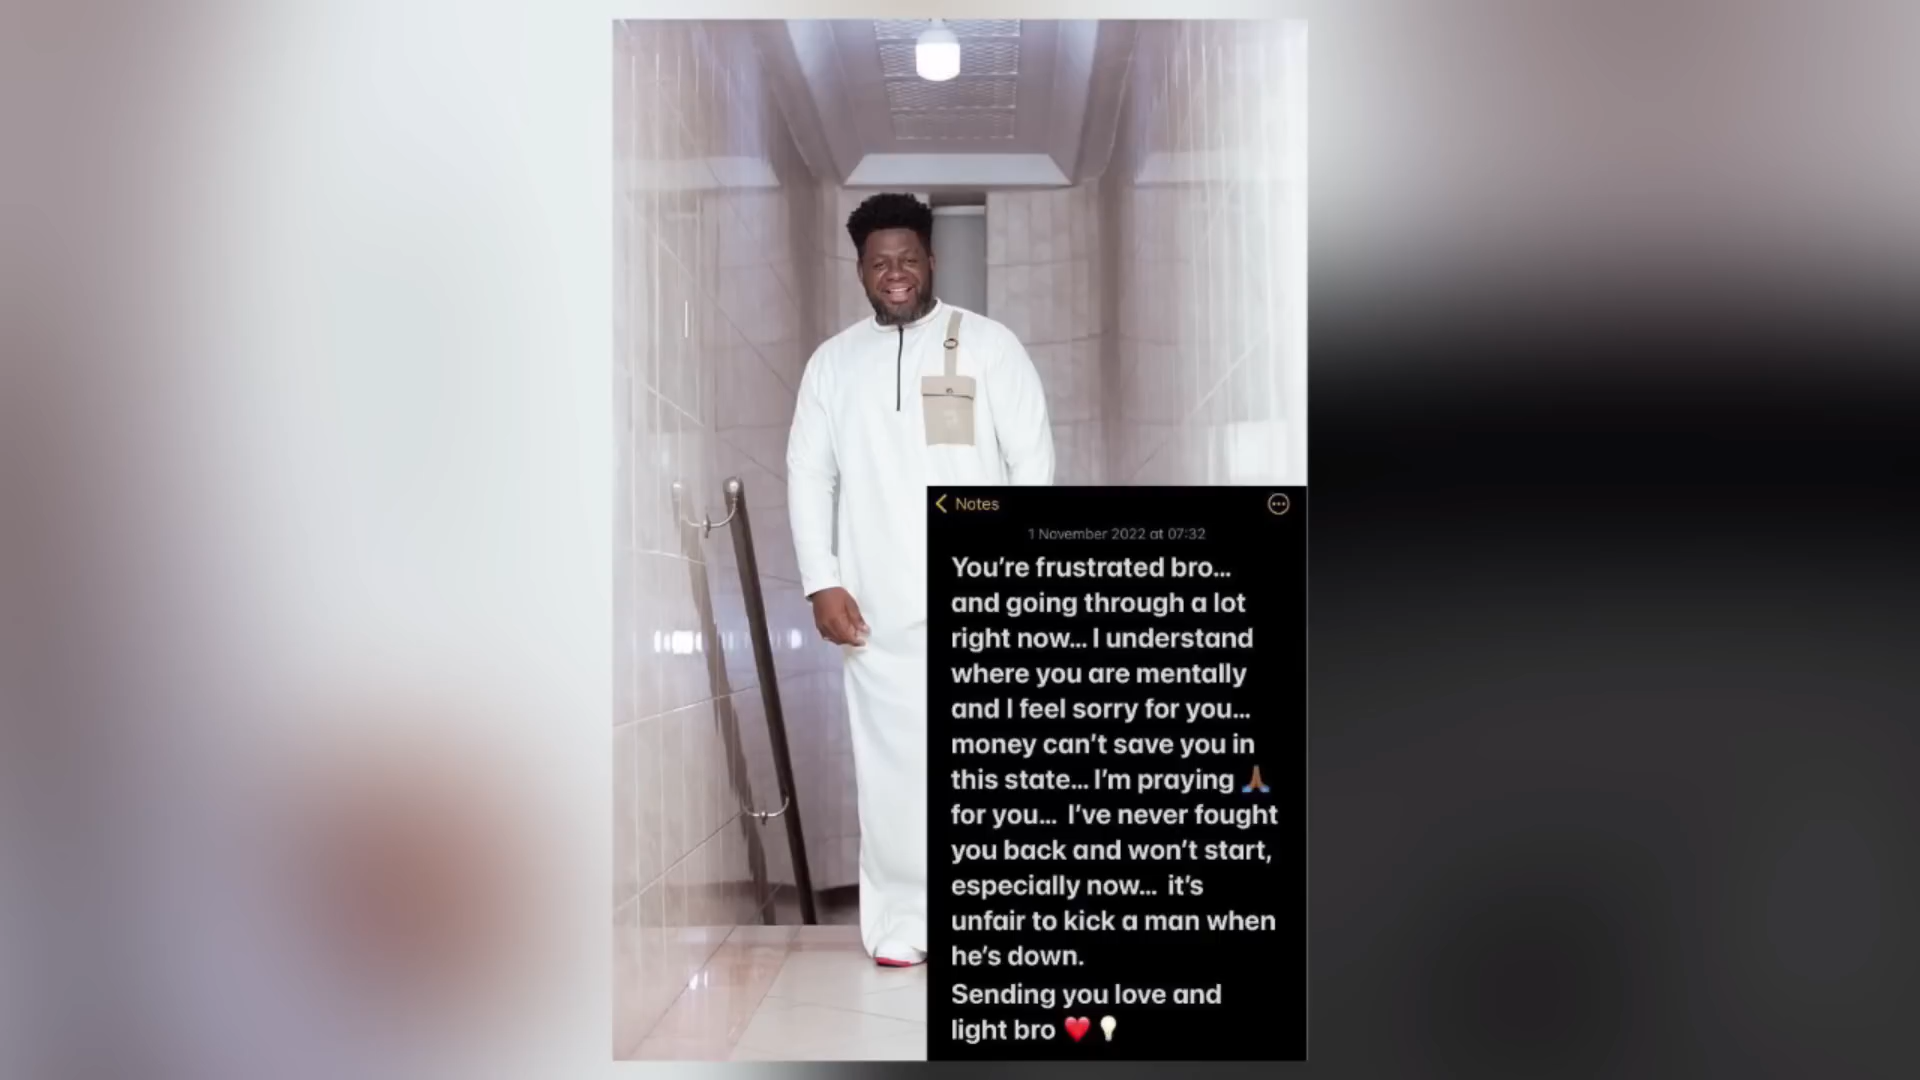 Notes
1 November 2022 at 07:32
You’re frustrated bro...
and going through a lot
right now... I understand
where you are mentally
and I feel sorry for you...
money can’t save you in
this state... I’m praying 🙏🏾
for you... I’ve never fought
you back and won’t start,
especially now... it’s
unfair to kick a man when
he’s down.
Sending you love and
light bro ❤️💡